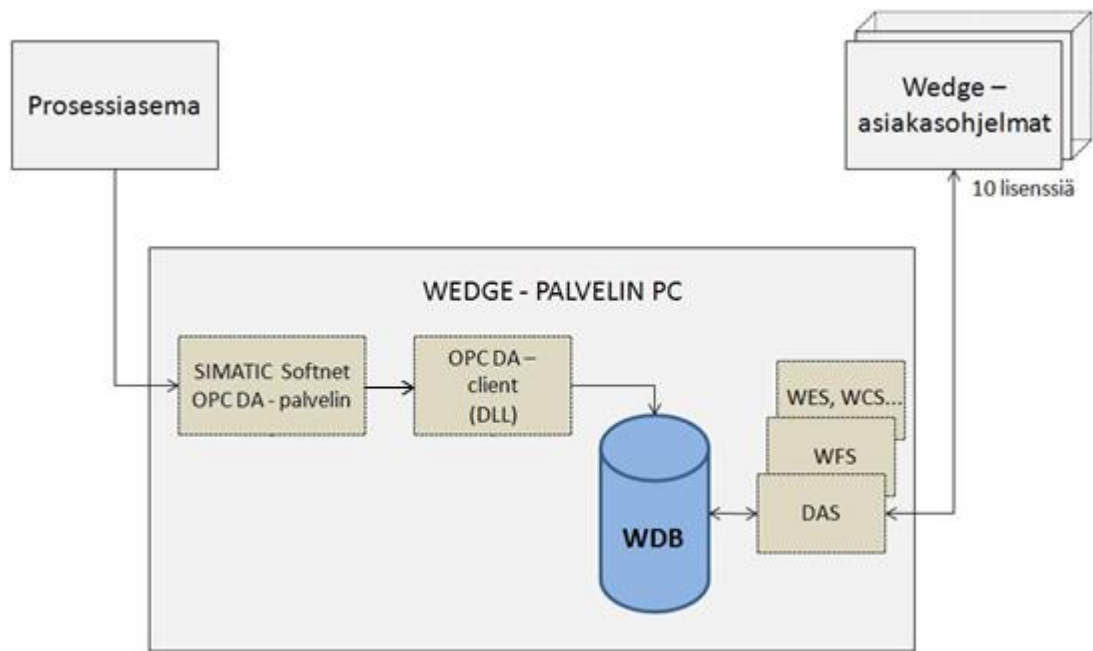 Prosessiasema
Wedge –
asiakasohjelmat
10 lisenssiä
WEDGE - PALVELIN PC
SIMATIC Softnet
OPC DA - palvelin
OPC DA –
client
(DLL)
WES, WCS...
WFS
DAS
WDB